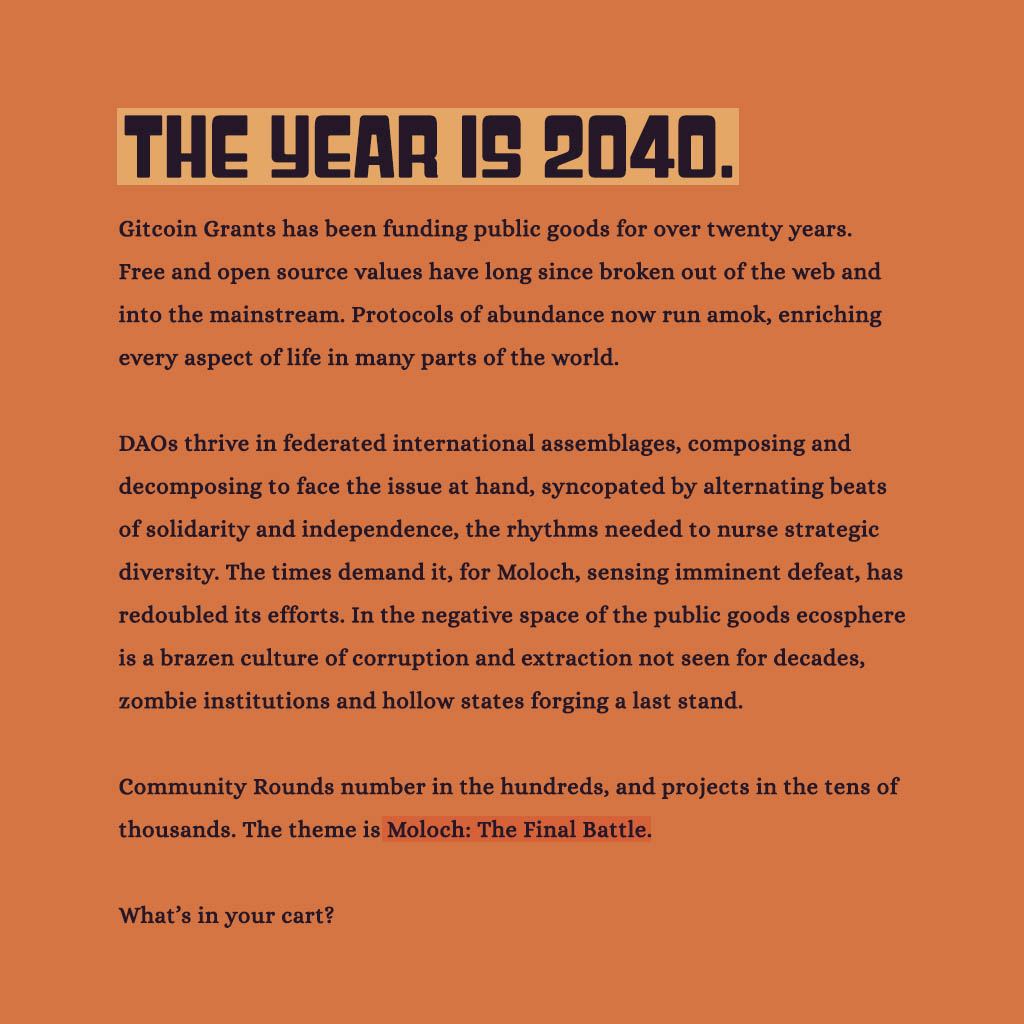 THE YEAR IS 2040.
Gitcoin Grants has been funding public goods for over twenty years.
Free and open source values have long since broken out of the web and
into the mainstream. Protocols of abundance now run amok, enriching
every aspect of life in many parts of the world.
DAOs thrive in federated international assemblages, composing and
decomposing to face the issue at hand, syncopated by alternating beats
of solidarity and independence, the rhythms needed to nurse strategic
diversity. The times demand it, for Moloch, sensing imminent defeat, has
redoubled its efforts. In the negative space of the public goods ecosphere
is a brazen culture of corruption and extraction not seen for decades,
zombie institutions and hollow states forging a last stand.
Community Rounds number in the hundreds, and projects in the tens of
thousands. The theme is Moloch: The Final Battle.
What’s in your cart?